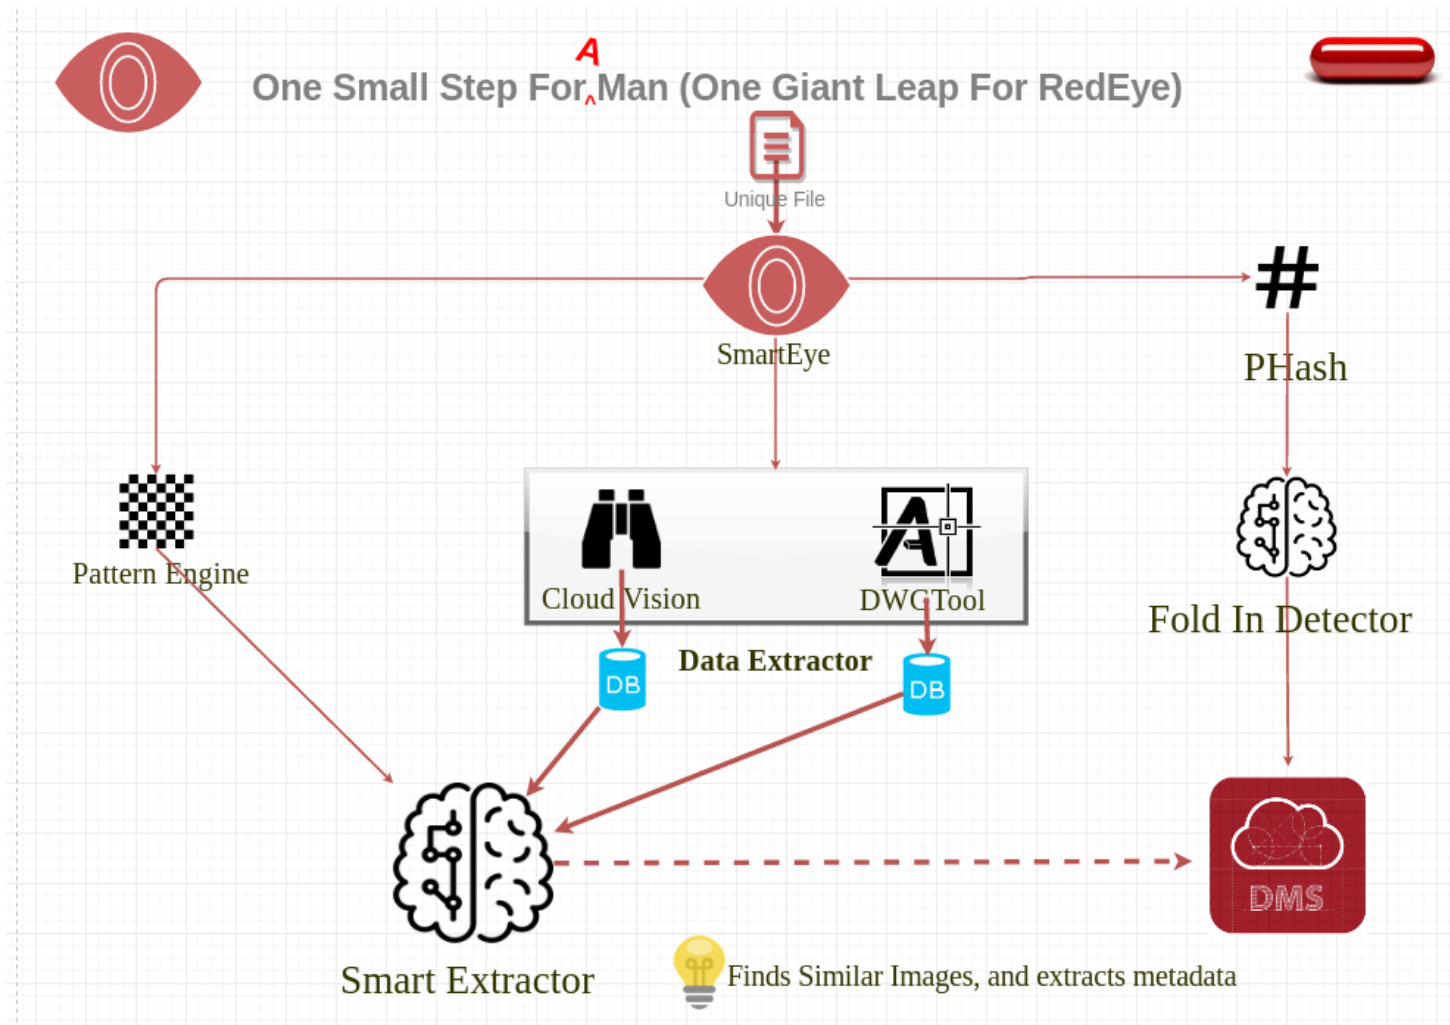 A
One Small Step For^Man (One Giant Leap For RedEye)
Unique File
#
SmartEye
PHash
A
Pattern Engine
Cloud Vision
DWGTool
Fold In Detector
Data Extractor
DB
DB
DMS
Smart Extractor
Finds Similar Images, and extracts metadata